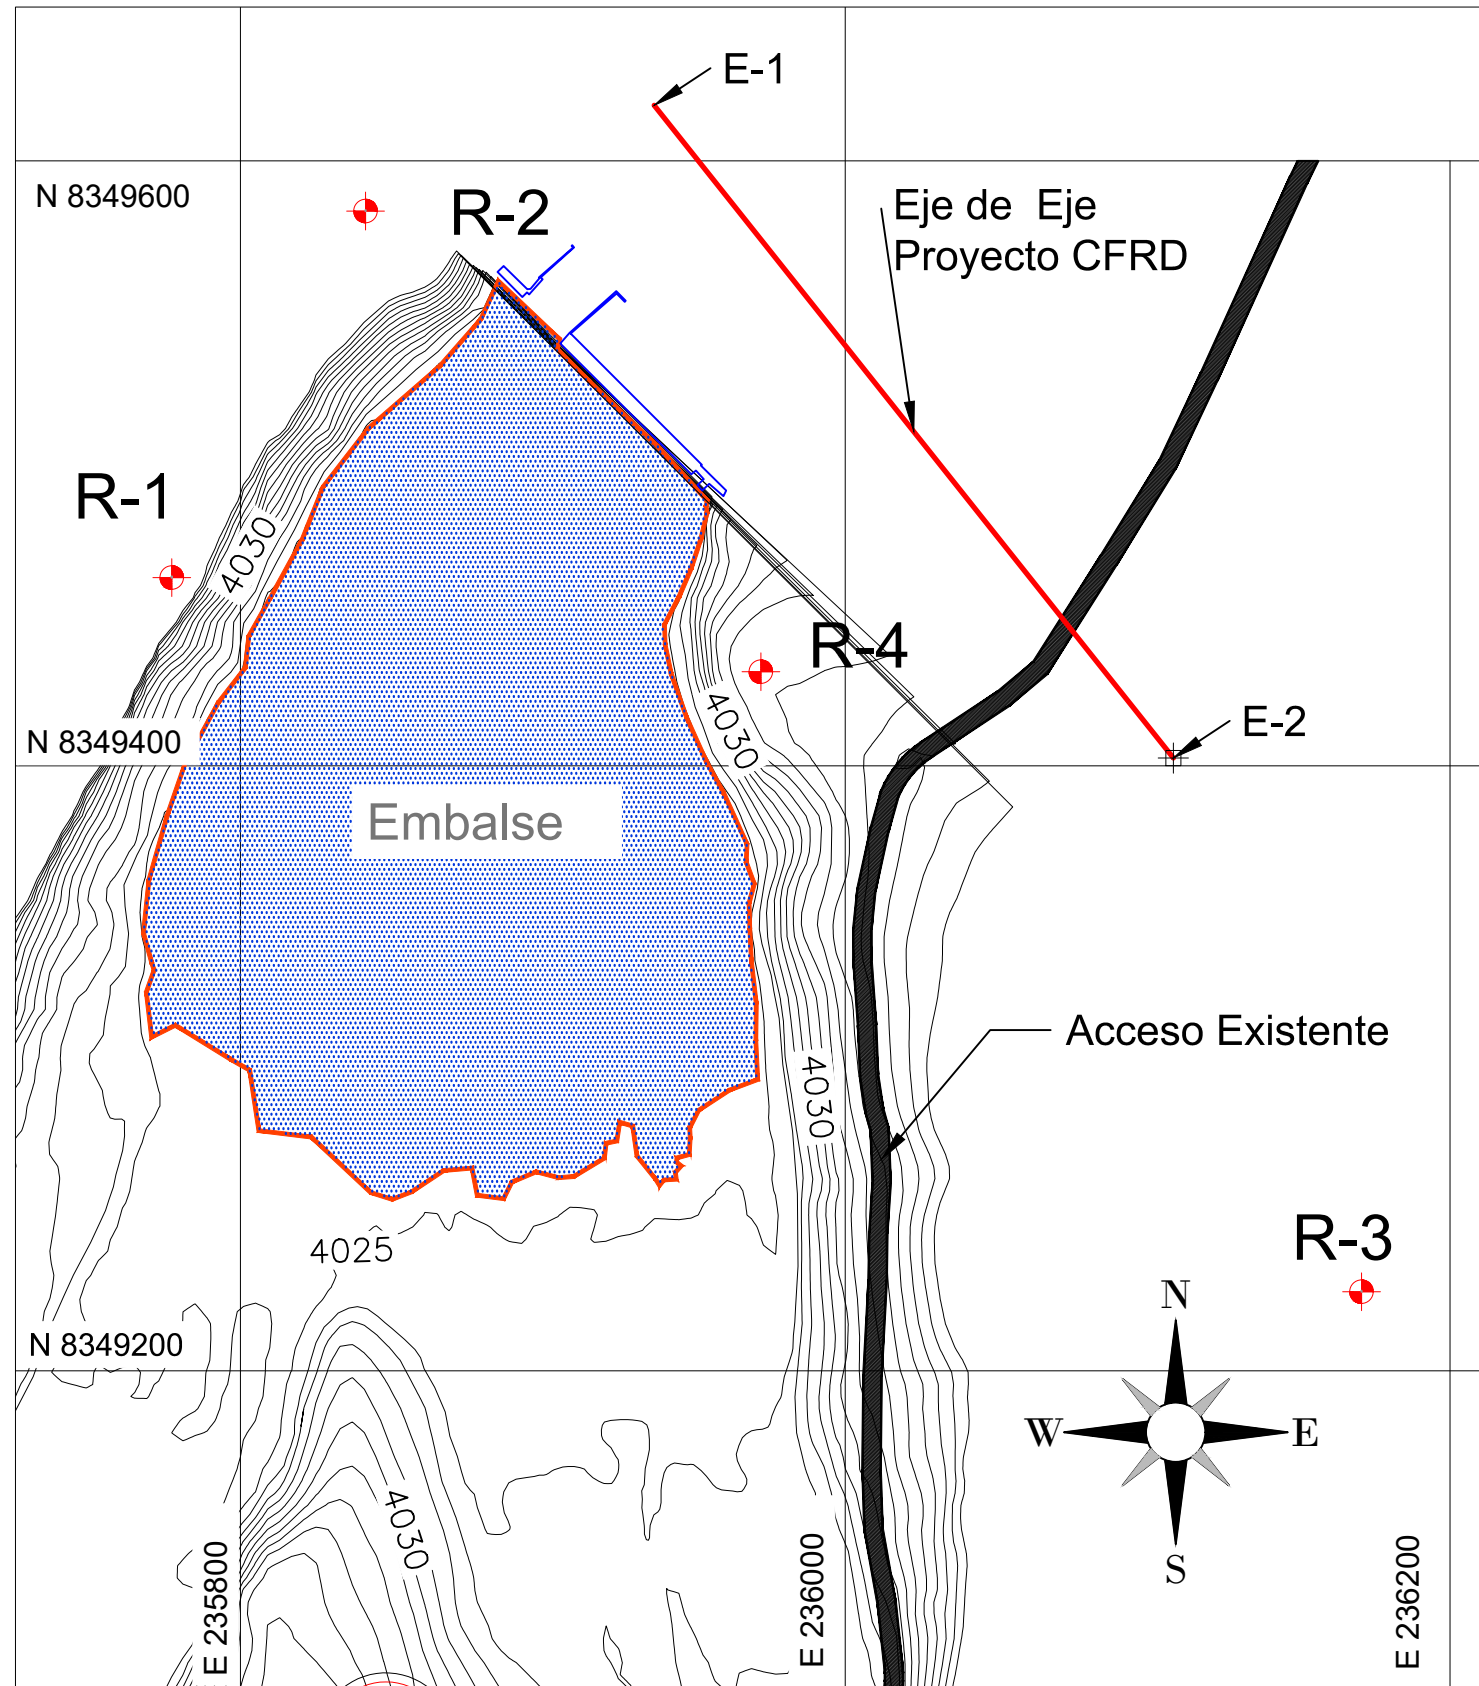 E-1
N 8349600
R-2
Eje de Eje
Proyecto CFRD
R-1
4030
R-4
4030
E-2
N 8349400
Embalse
Acceso Existente
4030
R-3
4025
N
N 8349200
W
E
S
4030
E 235800
E 236000
E 236200